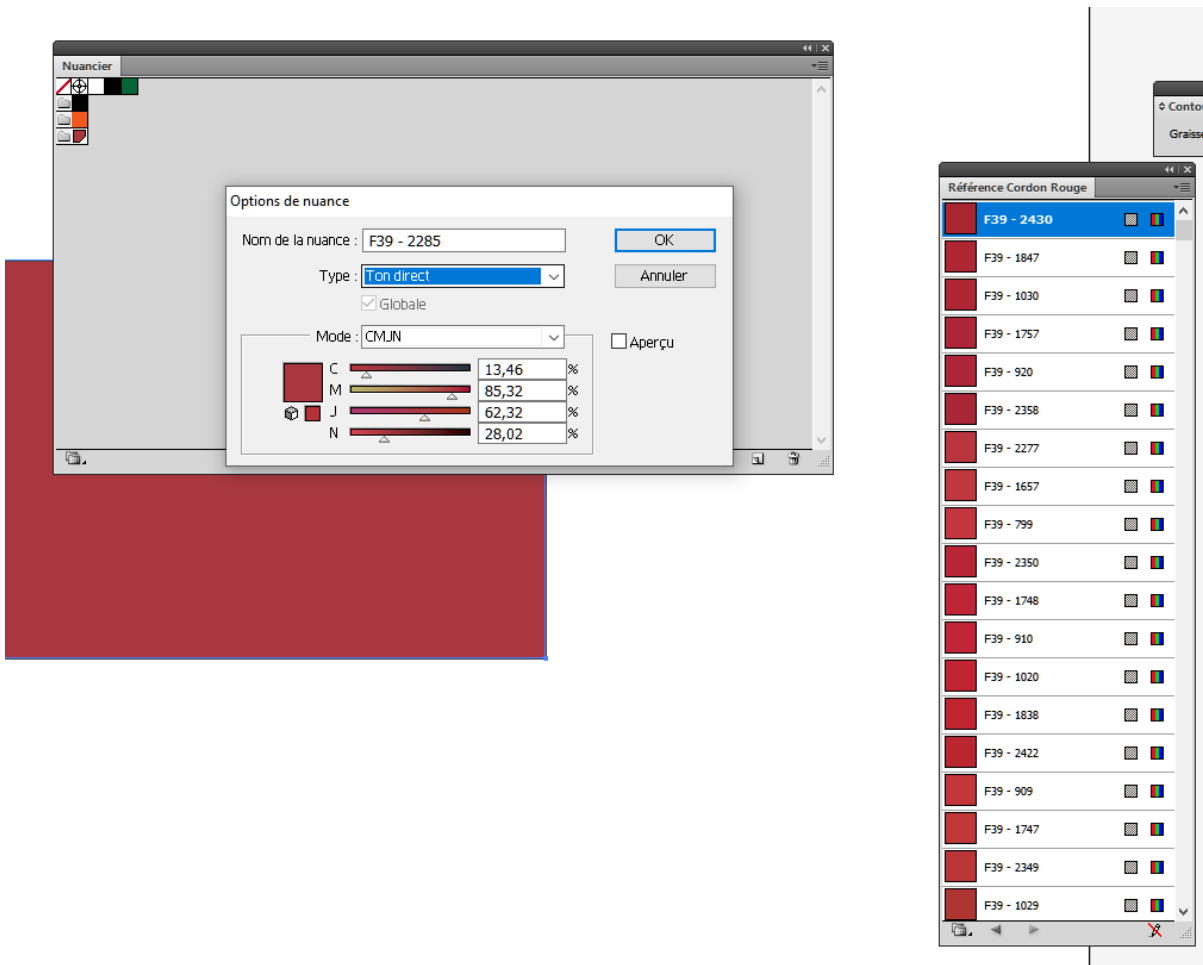 Nuancier
Options de nuance
Nom de la nuance : F39 - 2285
OK
Type : Ton direct
Annuler
Globale
Mode : CMJN
Aperçu
C 13,46 %
M 85,32 %
J 62,32 %
N 28,02 %
Contou
Graisse
Référence Cordon Rouge
F39 - 2430
F39 - 1847
F39 - 1030
F39 - 1757
F39 - 920
F39 - 2358
F39 - 2277
F39 - 1657
F39 - 799
F39 - 2350
F39 - 1748
F39 - 910
F39 - 1020
F39 - 1838
F39 - 2422
F39 - 909
F39 - 1747
F39 - 2349
F39 - 1029